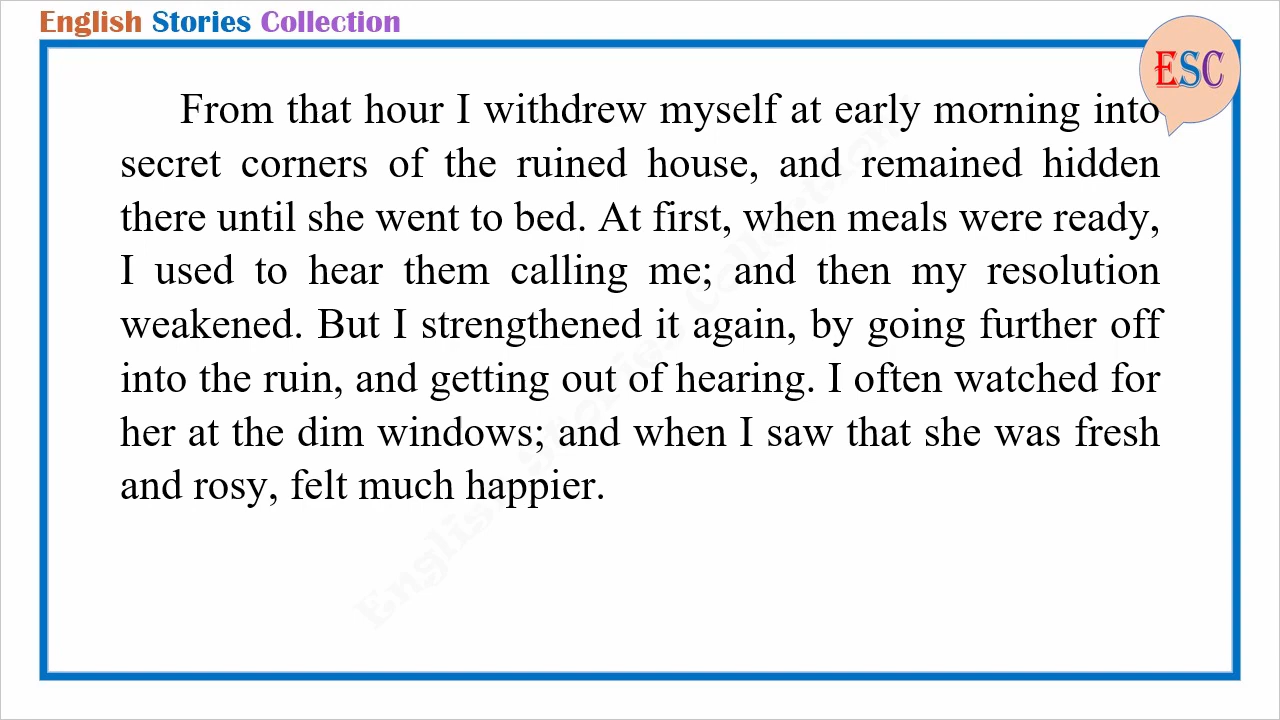 English Stories Collection
ESC
From that hour I withdrew myself at early morning into
secret corners of the ruined house, and remained hidden
there until she went to bed. At first, when meals were ready,
I used to hear them calling me; and then my resolution
weakened. But I strengthened it again, by going further off
into the ruin, and getting out of hearing. I often watched for
her at the dim windows; and when I saw that she was fresh
and rosy, felt much happier.
English Stories Collection